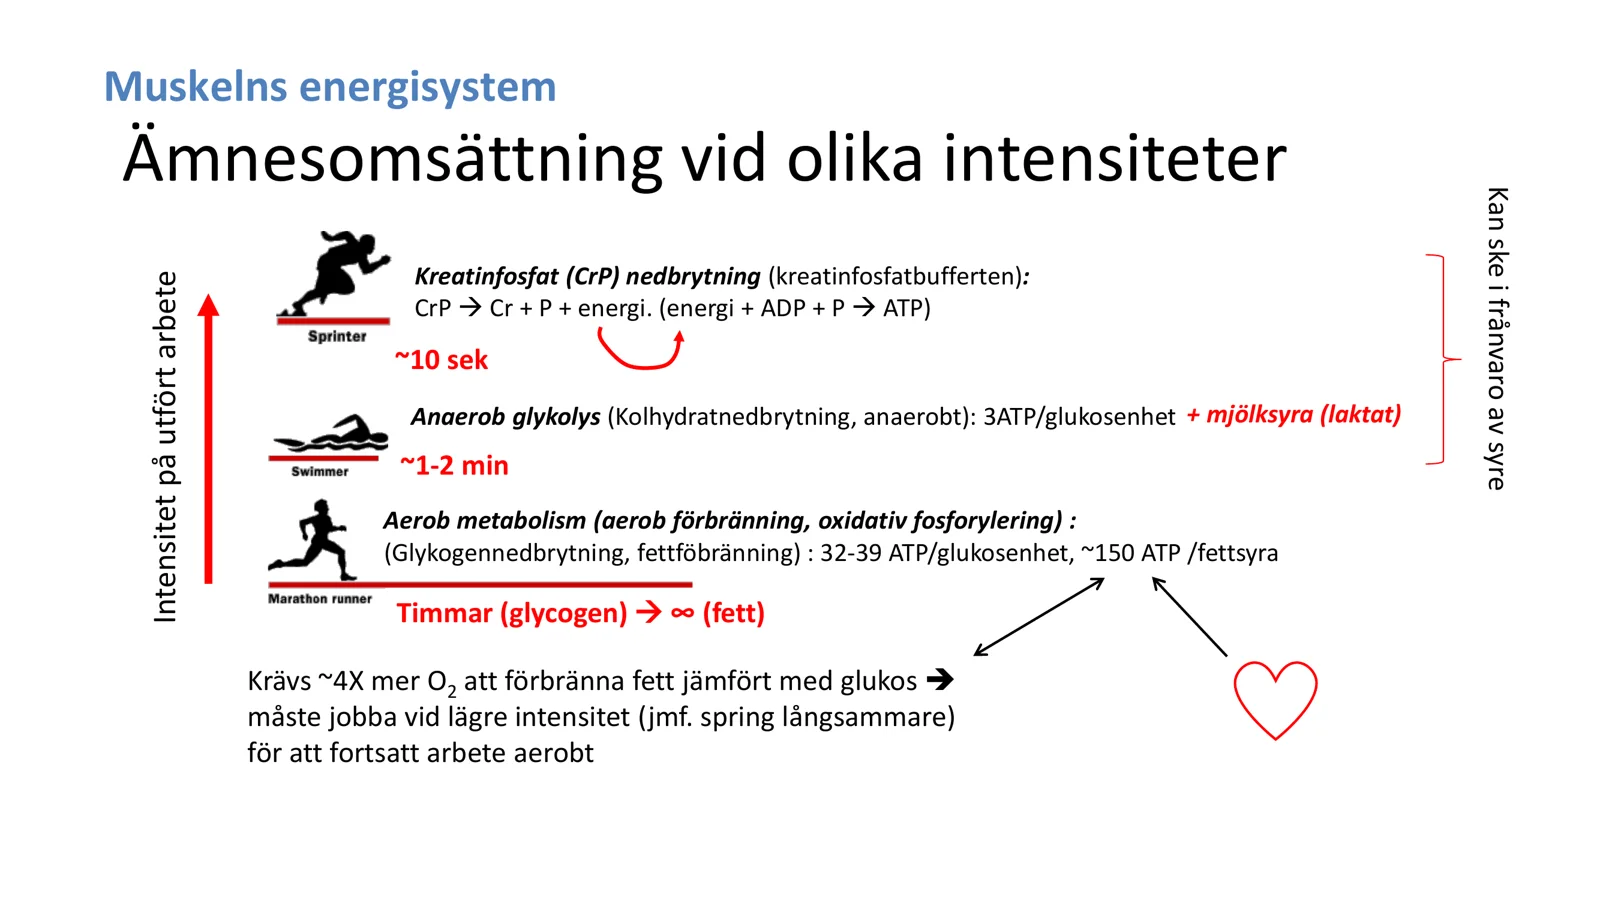 Muskelns energisystem
Ämnesomsättning vid olika intensiteter
Intensitet på utfört arbete
Kreatinfosfat (CrP) nedbrytning (kreatinfosfatbufferten):
CrP → Cr + P + energi. (energi + ADP + P → ATP)
Sprinter
~10 sek
Anaerob glykolys (Kolhydratnedbrytning, anaerobt): 3ATP/glukosenhet + mjölksyra (laktat)
Swimmer
~1-2 min
Kan ske i frånvaro av syre
Aerob metabolism (aerob förbränning, oxidativ fosforylering) :
(Glykogennedbrytning, fettföbränning) : 32-39 ATP/glukosenhet, ~150 ATP /fettsyra
Marathon runner
Timmar (glycogen) → ∞ (fett)
Krävs ~4X mer O₂ att förbränna fett jämfört med glukos →
måste jobba vid lägre intensitet (jmf. spring långsammare)
för att fortsatt arbete aerobt